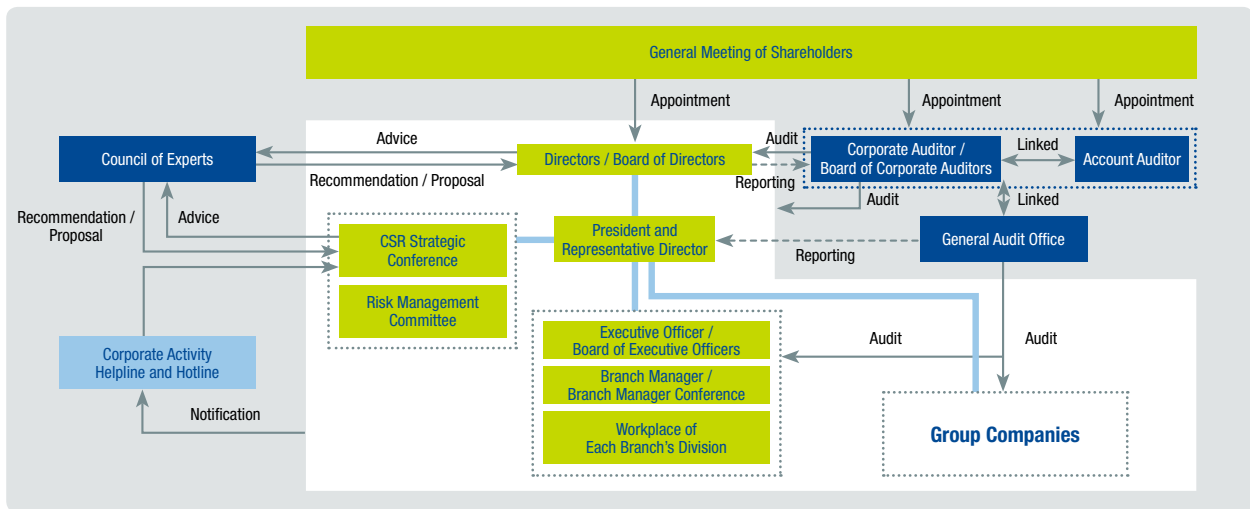 General Meeting of Shareholders
Appointment
Appointment
Appointment
Council of Experts
Advice
Recommendation / Proposal
Directors / Board of Directors
Audit
Reporting
Corporate Auditor /
Board of Corporate Auditors
Linked
Account Auditor
Audit
Linked
Recommendation /
Proposal
Advice
CSR Strategic
Conference
President and
Representative Director
Reporting
General Audit Office
Risk Management
Committee
Corporate Activity
Helpline and Hotline
Executive Officer /
Board of Executive Officers
Audit
Audit
Branch Manager /
Branch Manager Conference
Notification
Workplace of
Each Branch's Division
Group Companies